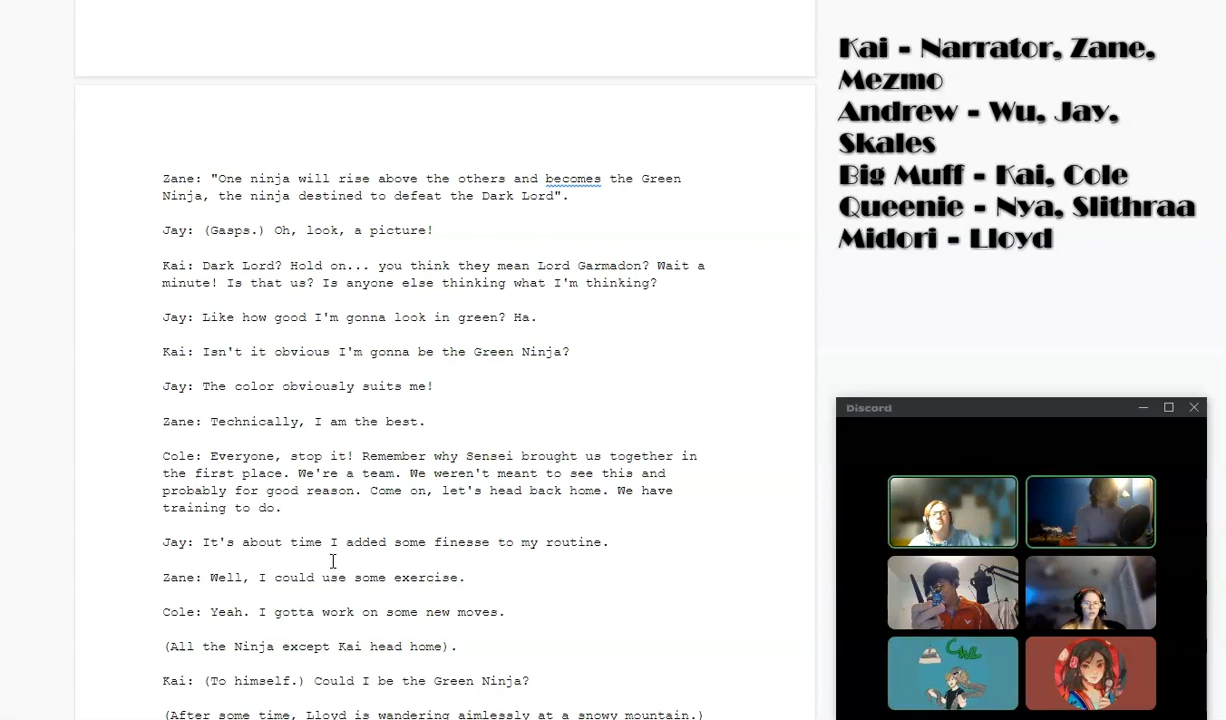 Zane: "One ninja will rise above the others and becomes the Green
Ninja, the ninja destined to defeat the Dark Lord".
Jay: (Gasps.) Oh, look, a picture!
Kai: Dark Lord? Hold on... you think they mean Lord Garmadon? Wait a
minute! Is that us? Is anyone else thinking what I'm thinking?
Jay: Like how good I'm gonna look in green? Ha.
Kai: Isn't it obvious I'm gonna be the Green Ninja?
Jay: The color obviously suits me!
Zane: Technically, I am the best.
Cole: Everyone, stop it! Remember why Sensei brought us together in
the first place. We're a team. We weren't meant to see this and
probably for good reason. Come on, let's head back home. We have
training to do.
Jay: It's about time I added some finesse to my routine.
Zane: Well, I could use some exercise.
Cole: Yeah. I gotta work on some new moves.
(All the Ninja except Kai head home).
Kai: (To himself.) Could I be the Green Ninja?
(After some time, Lloyd is wandering aimlessly at a snowy mountain.)
Kai - Narrator, Zane,
Mezmo
Andrew - Wu, Jay,
Skales
Big Muff - Kai, Cole
Queenie - Nya, Slithraa
Midori - Lloyd
Discord